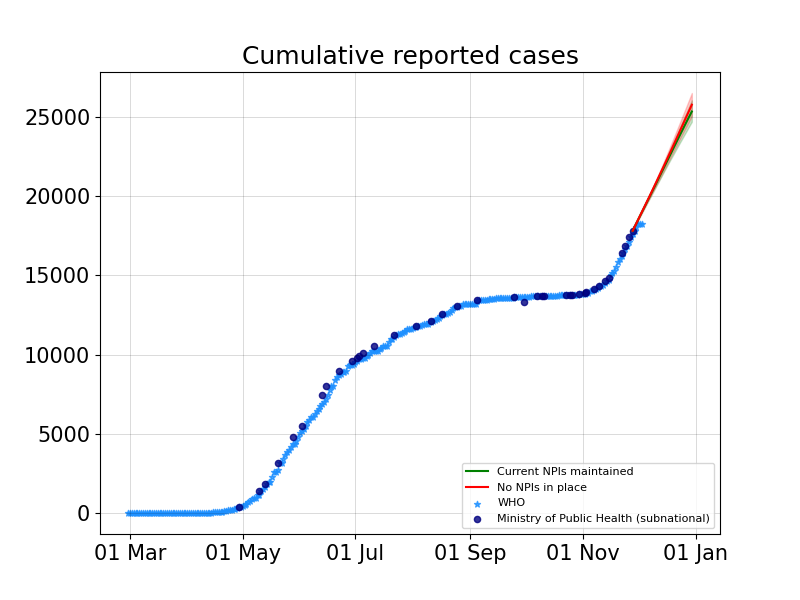 Cumulative reported cases
25000
20000
15000
10000
5000
0
01 Mar
01 May
01 Jul
01 Sep
01 Nov
01 Jan
Current NPIs maintained
No NPIs in place
WHO
Ministry of Public Health (subnational)